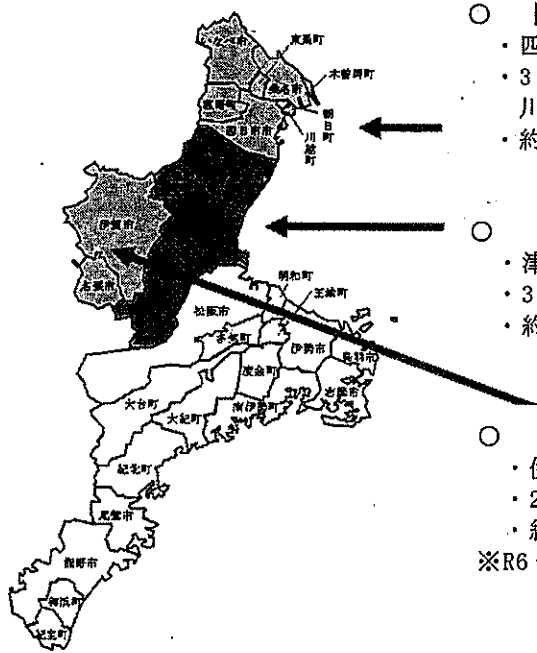 いなべ市
東員町
木曽岬町
桑名市
菰野町
朝日町
四日市市
川越町
伊賀市
名張市
松阪市
明和町
玉城町
多気町
伊勢市
鳥羽市
度会町
志摩市
大台町
大紀町
南伊勢町
紀北町
尾鷲市
熊野市
御浜町
紀宝町
○
・四
・3
川
・約
○
・津
・3
・約
○
・2
※R6